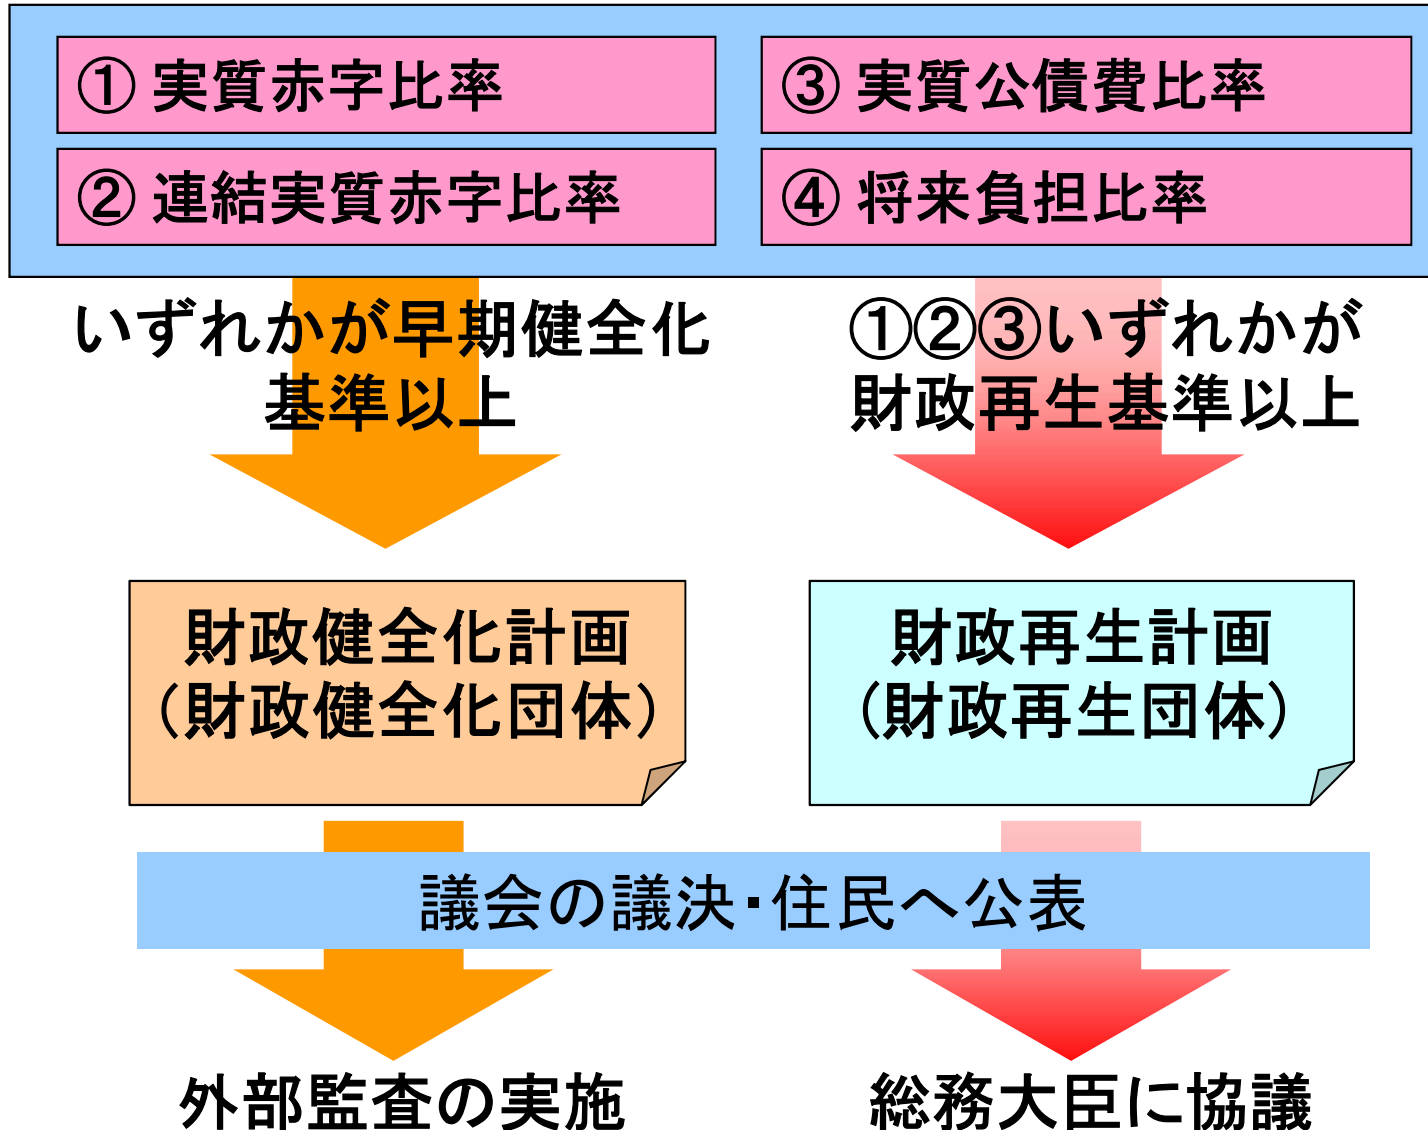 ① 実質赤字比率
② 連結実質赤字比率
③ 実質公債費比率
④ 将来負担比率
いずれかが早期健全化
基準以上
①②③いずれかが
財政再生基準以上
財政健全化計画
（財政健全化団体）
財政再生計画
（財政再生団体）
議会の議決・住民へ公表
外部監査の実施
総務大臣に協議